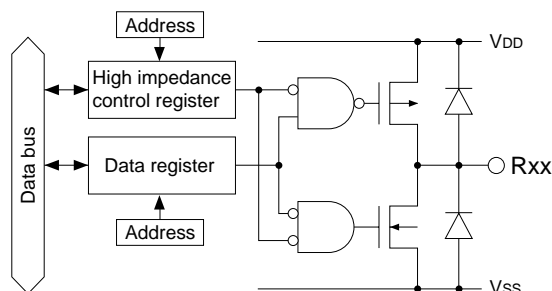 Address
VDD
High impedance
control register
Data bus
Data register
Rxx
Address
VSS